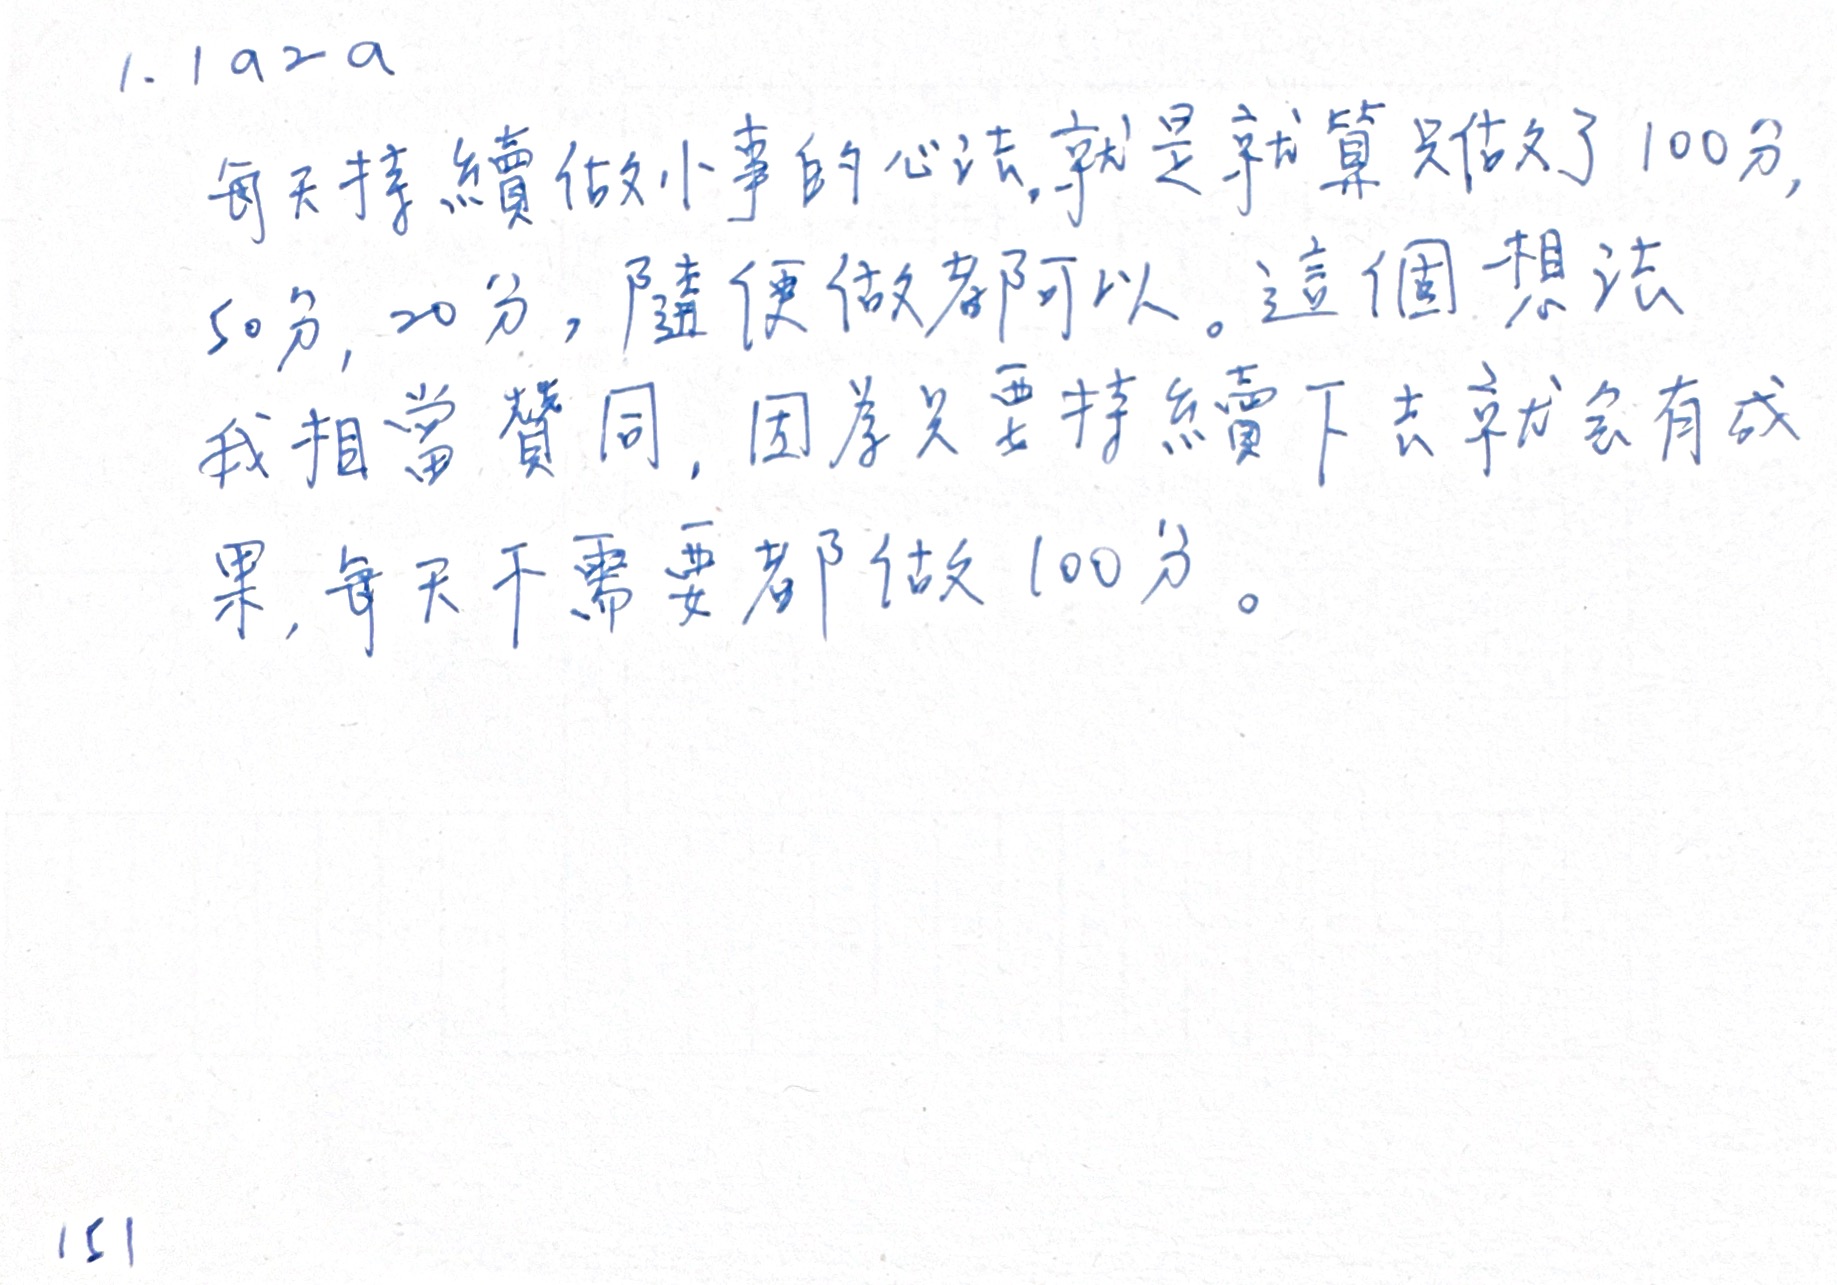 1. 1a2a
每天持續做小事的心法,就是就算只做了100分,
50分,20分,隨便做都可以。這個想法
我相當贊同,因為只要持續下去就会有成
果,每天不需要都做100分。
151